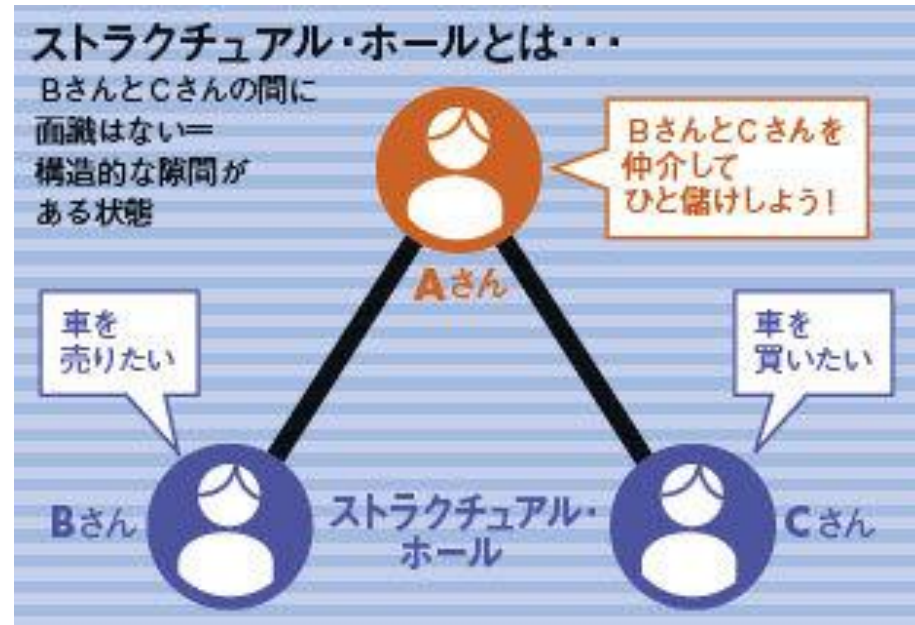 ストラクチュアル・ホールとは・・・
BさんとCさんの間に
面識はない＝
構造的な隙間が
ある状態
BさんとCさんを
仲介して
ひと儲けしよう！
Aさん
車を
売りたい
車を
買いたい
Bさん
ストラクチュアル・
ホール
Cさん